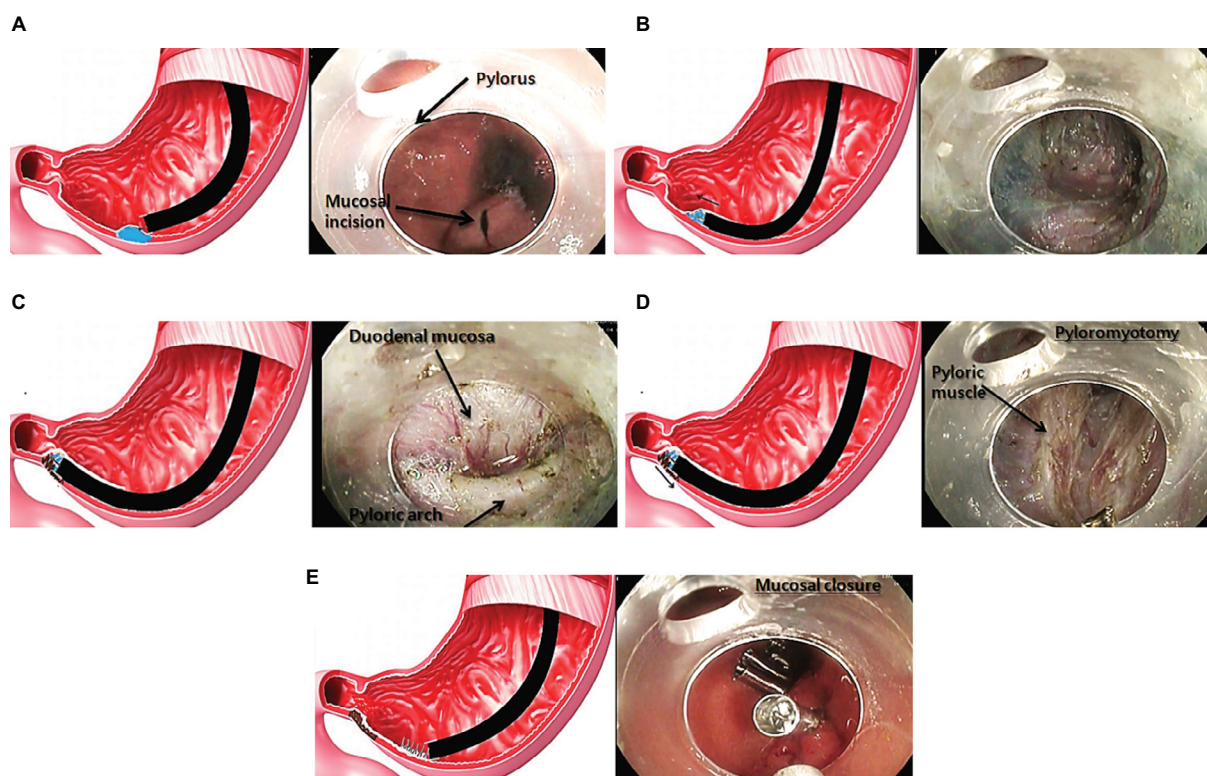 A
B
Pylorus
Mucosal
incision
C
D
Duodenal mucosa
Pyloric arch
Pyloromyotomy
Pyloric
muscle
E
Mucosal closure